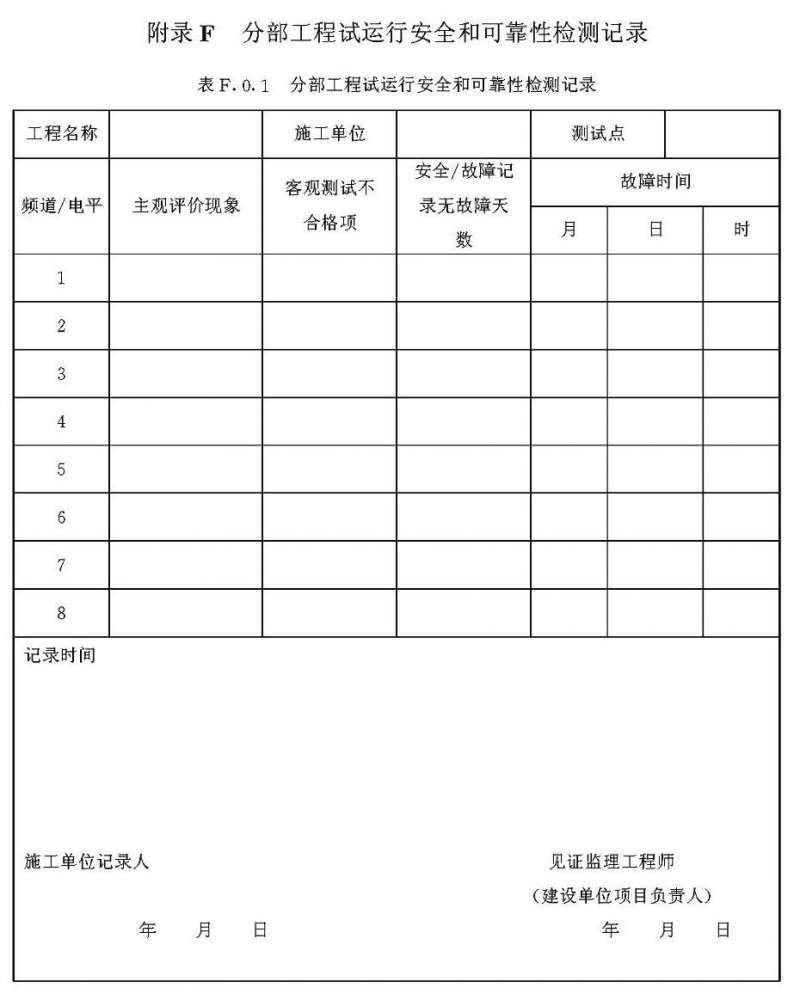 附录 F 分部工程试运行安全和可靠性检测记录
表 F.0.1 分部工程试运行安全和可靠性检测记录
工程名称 施工单位 测试点
频道/电平 主观评价现象 客观测试不合格项 安全/故障记录无故障天数 故障时间
月 日 时
1
2
3
4
5
6
7
8
记录时间
施工单位记录人 见证监理工程师
（建设单位项目负责人）
年 月 日 年 月 日